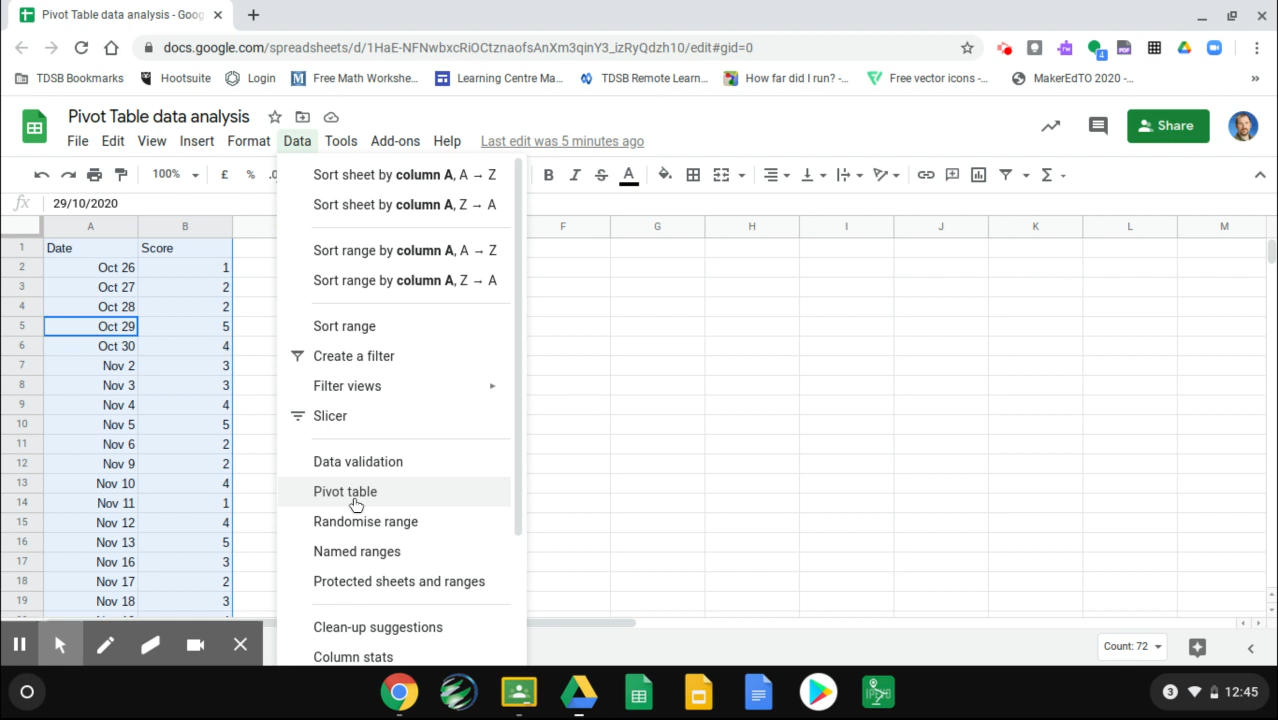 Pivot Table data analysis - Goog
docs.google.com/spreadsheets/d/1HaE-NFNwbxcRiOCtznaofsAnXm3qinY3_izRyQdzh10/edit#gid=0
4
TDSB Bookmarks Hootsuite Login Free Math Workshe... Learning Centre Ma... TDSB Remote Learn... How far did I run? -... Free vector icons -... MakerEdTO 2020 -... »
Pivot Table data analysis
File Edit View Insert Format Data Tools Add-ons Help Last edit was 5 minutes ago
Share
100% £ % .0 B I S A Σ
fx 29/10/2020
A B F G H I J K L M
1 Date Score
2 Oct 26 1
3 Oct 27 2
4 Oct 28 2
5 Oct 29 5
6 Oct 30 4
7 Nov 2 3
8 Nov 3 3
9 Nov 4 4
10 Nov 5 5
11 Nov 6 2
12 Nov 9 2
13 Nov 10 4
14 Nov 11 1
15 Nov 12 4
16 Nov 13 5
17 Nov 16 3
18 Nov 17 2
19 Nov 18 3
Sort sheet by column A, A → Z
Sort sheet by column A, Z → A
Sort range by column A, A → Z
Sort range by column A, Z → A
Sort range
Create a filter
Filter views
Slicer
Data validation
Pivot table
Randomise range
Named ranges
Protected sheets and ranges
Clean-up suggestions
Column stats
Count: 72
3 12:45